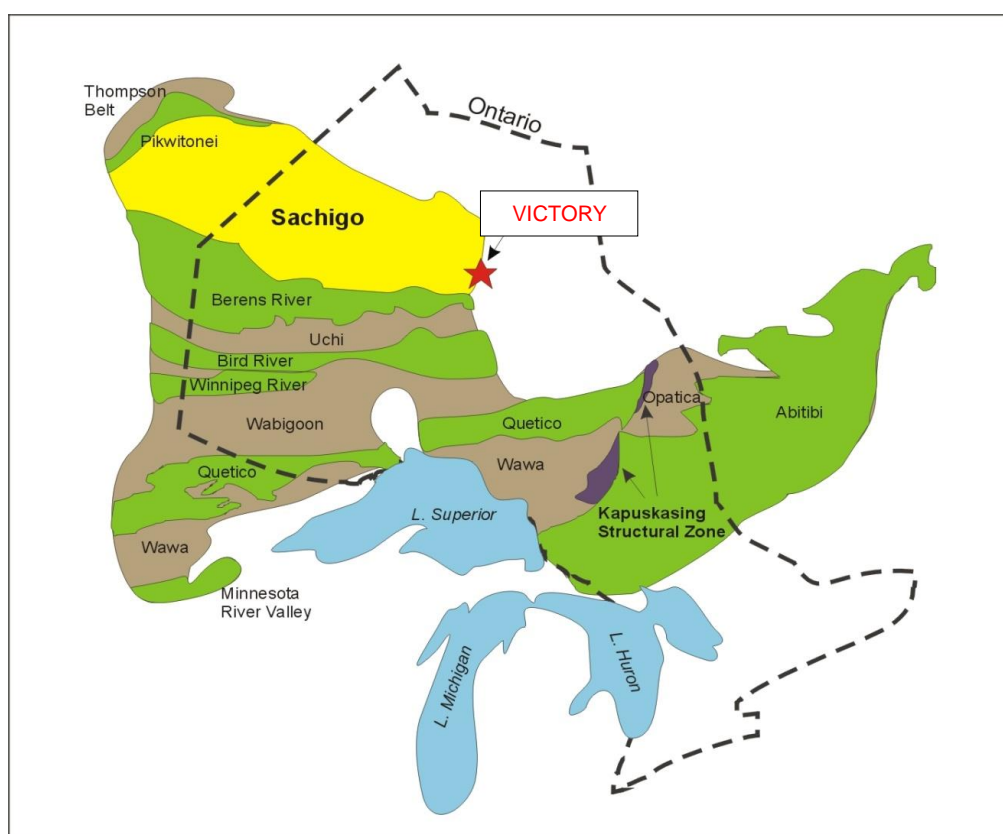 Thompson
Belt
Pikwitonei
Ontario
Sachigo
VICTORY
Berens River
Uchi
Bird River
Winnipeg River
Wabigoon
Opatica
Abitibi
Quetico
Wawa
Quetico
L. Superior
Kapuskasing
Structural Zone
Wawa
Minnesota
River Valley
L. Michigan
L. Huron